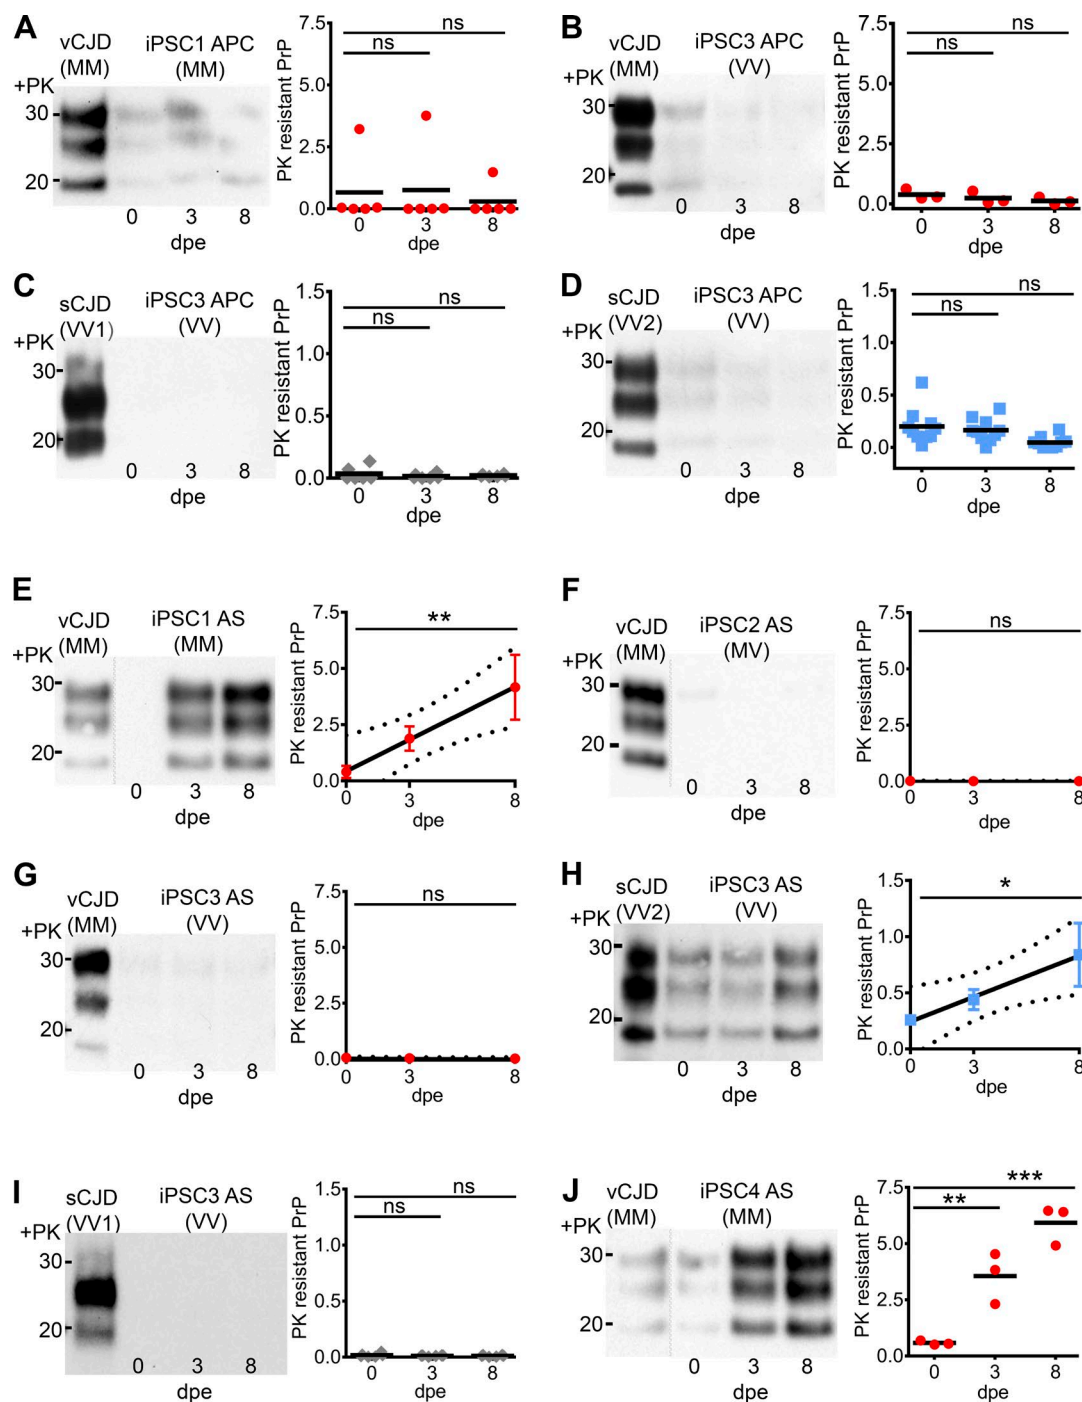 A
vCJD
(MM)
iPSC1 APC
(MM)
+PK
30
20
0 3 8
dpe
PK resistant PrP
7.5
5.0
2.5
0.0
ns
ns
0 3 8
dpe
B
vCJD
(MM)
iPSC3 APC
(VV)
+PK
30
20
0 3 8
dpe
PK resistant PrP
7.5
5.0
2.5
0.0
ns
ns
0 3 8
dpe
C
sCJD
(VV1)
iPSC3 APC
(VV)
+PK
30
20
0 3 8
dpe
PK resistant PrP
1.5
1.0
0.5
0.0
ns
ns
0 3 8
dpe
D
sCJD
(VV2)
iPSC3 APC
(VV)
+PK
30
20
0 3 8
dpe
PK resistant PrP
1.5
1.0
0.5
0.0
ns
ns
0 3 8
dpe
E
vCJD
(MM)
iPSC1 AS
(MM)
+PK
30
20
0 3 8
dpe
PK resistant PrP
7.5
5.0
2.5
0.0
**
0 3 8
dpe
F
vCJD
(MM)
iPSC2 AS
(MV)
+PK
30
20
0 3 8
dpe
PK resistant PrP
7.5
5.0
2.5
0.0
ns
0 3 8
dpe
G
vCJD
(MM)
iPSC3 AS
(VV)
+PK
30
20
0 3 8
dpe
PK resistant PrP
7.5
5.0
2.5
0.0
ns
0 3 8
dpe
H
sCJD
(VV2)
iPSC3 AS
(VV)
+PK
30
20
0 3 8
dpe
PK resistant PrP
1.5
1.0
0.5
0.0
*
0 3 8
dpe
I
sCJD
(VV1)
iPSC3 AS
(VV)
+PK
30
20
0 3 8
dpe
PK resistant PrP
1.5
1.0
0.5
0.0
ns
ns
0 3 8
dpe
J
vCJD
(MM)
iPSC4 AS
(MM)
+PK
30
20
0 3 8
dpe
PK resistant PrP
7.5
5.0
2.5
0.0
***
**
0 3 8
dpe